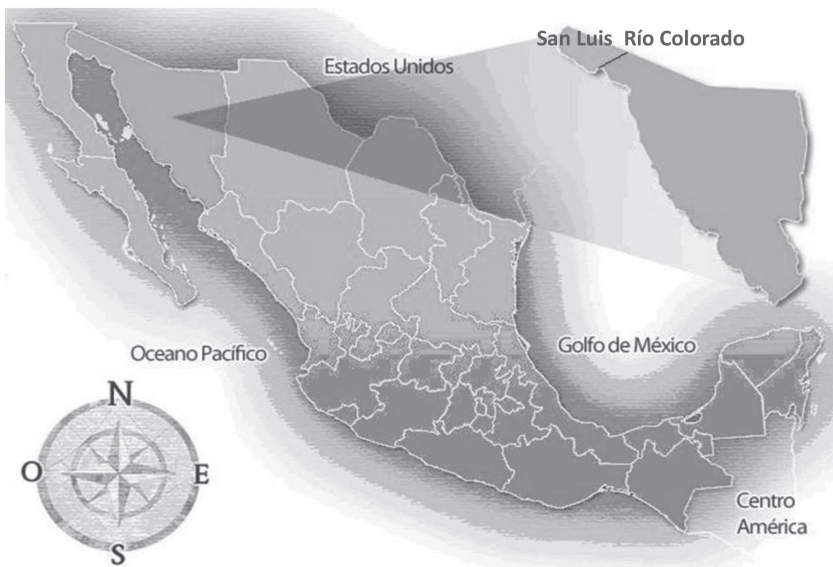 San Luis Río Colorado
Estados Unidos
Oceano Pacífico
Golfo de México
N
O
E
S
Centro
América